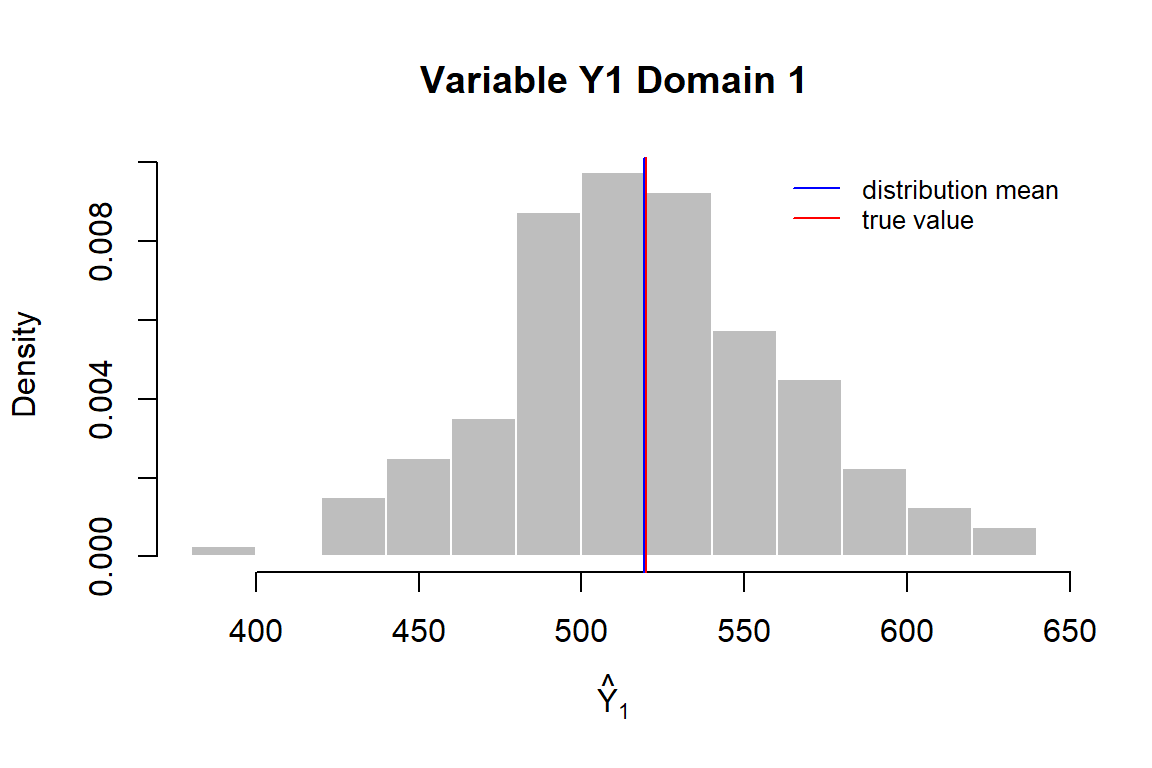 Variable Y1 Domain 1
distribution mean
true value
Density
0.008
0.004
0.000
400 450 500 550 600 650
Ŷ₁